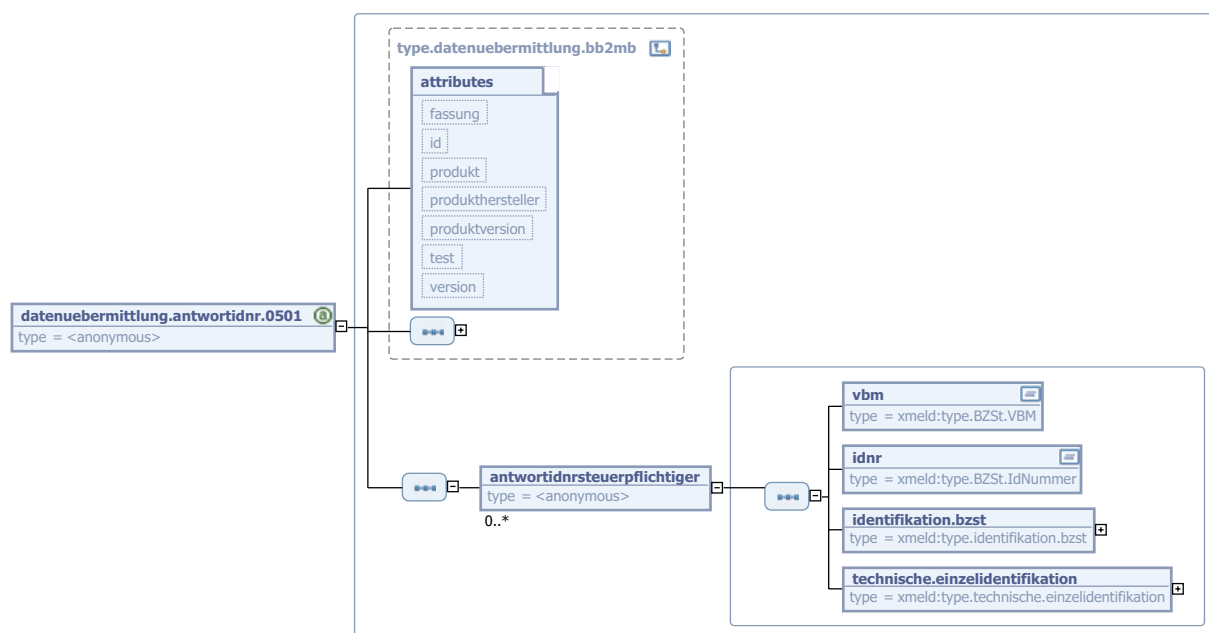 type.datenuebermittlung.bb2mb
attributes
fassung
id
produkt
produkthersteller
produktversion
test
version
datenuebermittlung.antwortidnr.0501
type = <anonymous>
antwortidnrsteuerpflichtiger
type = <anonymous>
0..*
vbm
type = xmeld:type.BZSt.VBM
idnr
type = xmeld:type.BZSt.IdNummer
identifikation.bzst
type = xmeld:type.identifikation.bzst
technische.einzelidentifikation
type = xmeld:type.technische.einzelidentifikation